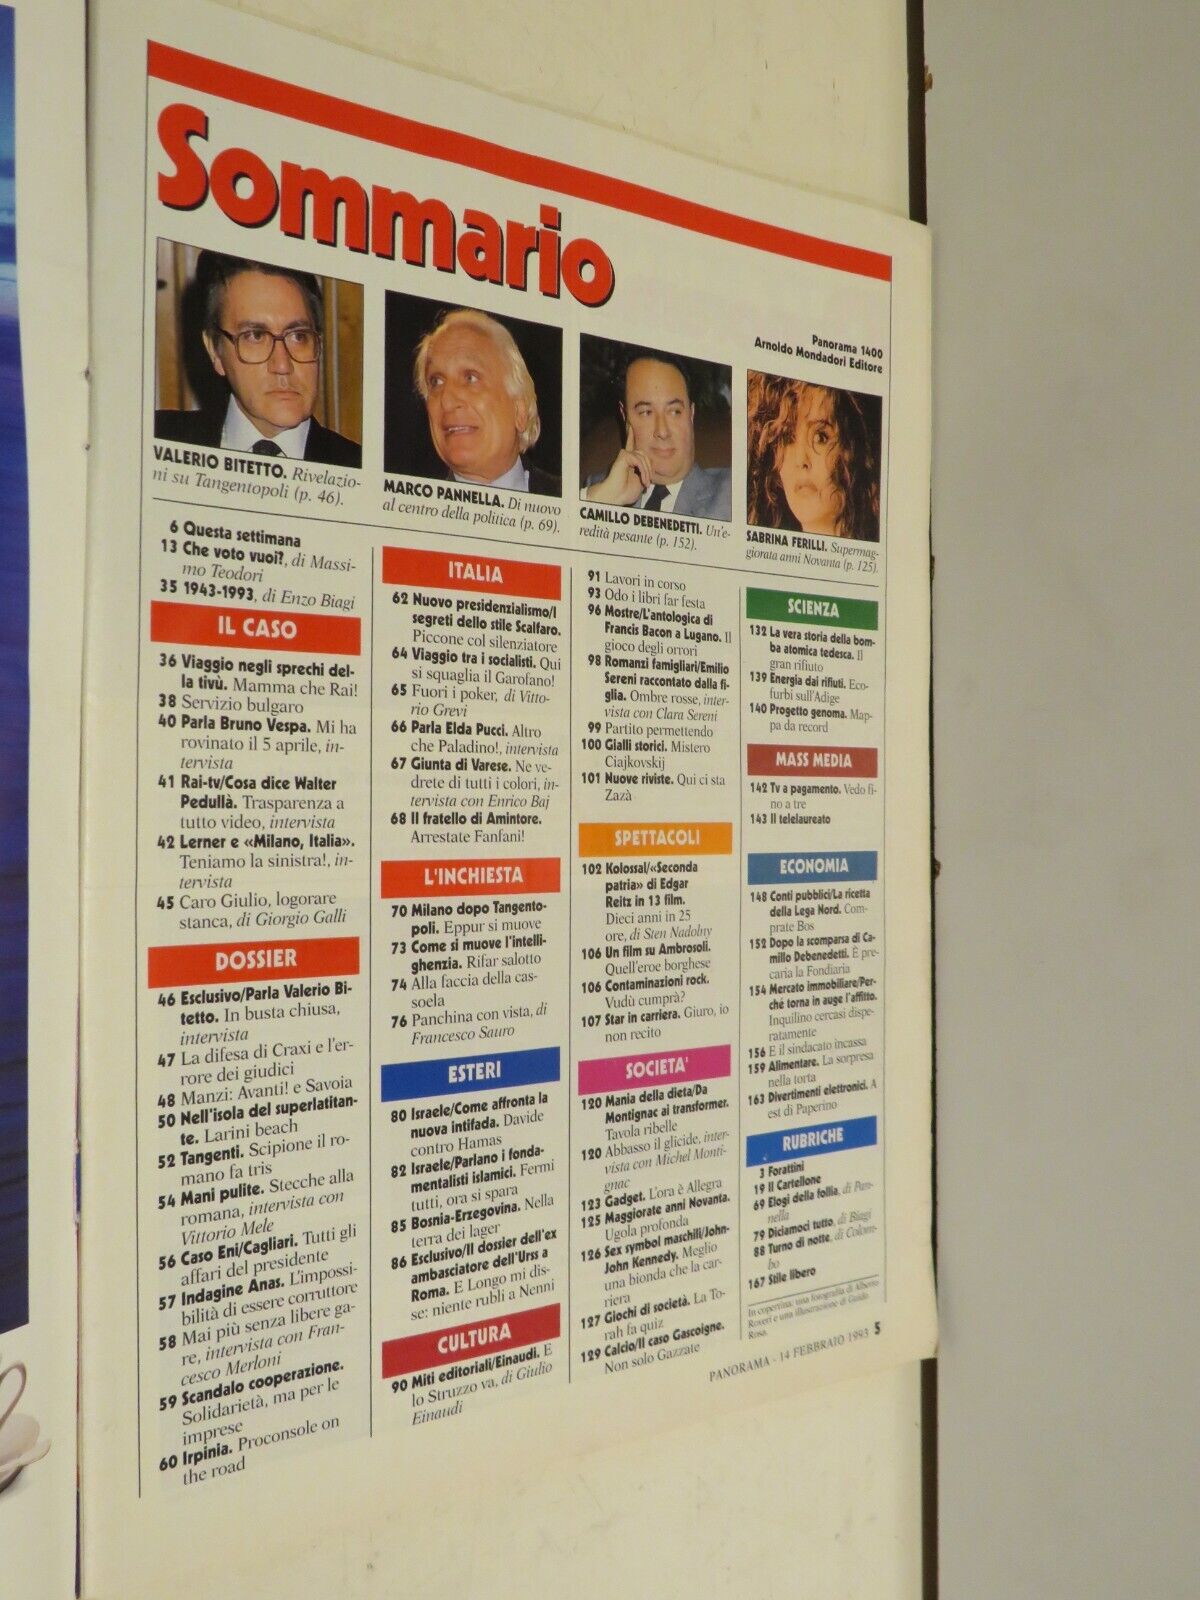 Sommario
Panorama 1400
Arnoldo Mondadori Editore
VALERIO BITETTO. Rivelazio-
ni su Tangentopoli (p. 46).
MARCO PANNELLA. Di nuovo
al centro della politica (p. 69).
CAMILLO DEBENEDETTI. Un'e-
redità pesante (p. 152).
SABRINA FERILLI. Supermag-
giorata anni Novanta (p. 125).
6 Questa settimana
13 Che voto vuoi?, di Massi-
mo Teodori
35 1943-1993, di Enzo Biagi
IL CASO
36 Viaggio negli sprechi del-
la tivù. Mamma che Rai!
38 Servizio bulgaro
40 Parla Bruno Vespa. Mi ha
rovinato il 5 aprile, in-
tervista
41 Rai-tv/Cosa dice Walter
Pedullà. Trasparenza a
tutto video, intervista
42 Lerner e «Milano, Italia».
Teniamo la sinistra!, in-
tervista
45 Caro Giulio, logorare
stanca, di Giorgio Galli
DOSSIER
46 Esclusivo/Parla Valerio Bi-
tetto. In busta chiusa,
intervista
47 La difesa di Craxi e l'er-
rore dei giudici
48 Manzi: Avanti! e Savoia
50 Nell'isola del superlatitan-
te. Larini beach
52 Tangenti. Scipione il ro-
mano fa tris
54 Mani pulite. Stecche alla
romana, intervista con
Vittorio Mele
56 Caso Eni/Cagliari. Tutti gli
affari del presidente
57 Indagine Anas. L'impossi-
bilità di essere corruttore
58 Mai più senza libere ga-
re, intervista con Fran-
cesco Merloni
59 Scandalo cooperazione.
Solidarietà, ma per le
imprese
60 Irpinia. Proconsole on
the road
ITALIA
62 Nuovo presidenzialismo/I
segreti dello stile Scalfaro.
Piccone col silenziatore
64 Viaggio tra i socialisti. Qui
si squaglia il Garofano!
65 Fuori i poker, di Vitto-
rio Grevi
66 Parla Elda Pucci. Altro
che Paladino!, intervista
67 Giunta di Varese. Ne ve-
drete di tutti i colori, in-
tervista con Enrico Baj
68 Il fratello di Amintore.
Arrestate Fanfani!
L'INCHIESTA
70 Milano dopo Tangento-
poli. Eppur si muove
73 Come si muove l'intelli-
ghenzia. Rifar salotto
74 Alla faccia della cas-
soela
76 Panchina con vista, di
Francesco Sauro
ESTERI
80 Israele/Come affronta la
nuova intifada. Davide
contro Hamas
82 Israele/Parlano i fonda-
mentalisti islamici. Fermi
tutti, ora si spara
85 Bosnia-Erzegovina. Nella
terra dei lager
86 Esclusivo/Il dossier dell'ex
ambasciatore dell'Urss a
Roma. E Longo mi dis-
se: niente rubli a Nenni
CULTURA
90 Miti editoriali/Einaudi. E
lo Struzzo va, di Giulio
Einaudi
91 Lavori in corso
93 Odo i libri far festa
96 Mostre/L'antologica di
Francis Bacon a Lugano. Il
gioco degli orrori
98 Romanzi famigliari/Emilio
Sereni raccontato dalla fi-
glia. Ombre rosse, inter-
vista con Clara Sereni
99 Partito permettendo
100 Gialli storici. Mistero
Ciajkovskij
101 Nuove riviste. Qui ci sta
Zazà
SPETTACOLI
102 Kolossal/«Seconda
patria» di Edgar
Reitz in 13 film.
Dieci anni in 25
ore, di Sten Nadolny
106 Un film su Ambrosoli.
Quell'eroe borghese
106 Contaminazioni rock.
Vudù cumprà?
107 Star in carriera. Giuro, io
non recito
SOCIETA'
120 Mania della dieta/Da
Montignac ai transformer.
Tavola ribelle
120 Abbasso il glicide, inter-
vista con Michel Monti-
gnac
123 Gadget. L'ora è Allegra
125 Maggiorate anni Novanta.
Ugola profonda
126 Sex symbol maschili/John-
John Kennedy. Meglio
una bionda che la car-
riera
127 Giochi di società. La To-
rah fa quiz
129 Calcio/Il caso Gascoigne.
Non solo Gazzate
SCIENZA
132 La vera storia della bom-
ba atomica tedesca. Il
gran rifiuto
139 Energia dai rifiuti. Eco-
furbi sull'Adige
140 Progetto genoma. Map-
pa da record
MASS MEDIA
142 Tv a pagamento. Vedo fi-
no a tre
143 Il telelaureato
ECONOMIA
148 Conti pubblici/La ricetta
della Lega Nord. Com-
prate Bos
152 Dopo la scomparsa di Ca-
millo Debenedetti. È pre-
caria la Fondiaria
154 Mercato immobiliare/Per-
ché torna in auge l'affitto.
Inquilino cercasi dispe-
ratamente
156 E il sindacato incassa
159 Alimentare. La sorpresa
nella torta
163 Divertimenti elettronici. A
est di Paperino
RUBRICHE
3 Forattini
19 Il Cartellone
69 Elogi della follia, di Pan-
nella
79 Diciamoci tutto, di Biagi
88 Turno di notte, di Colom-
bo
167 Stile libero
In copertina: una fotografia di Alberto
Roveri e una illustrazione di Guido
Rosa.
PANORAMA - 14 FEBBRAIO 1993 5